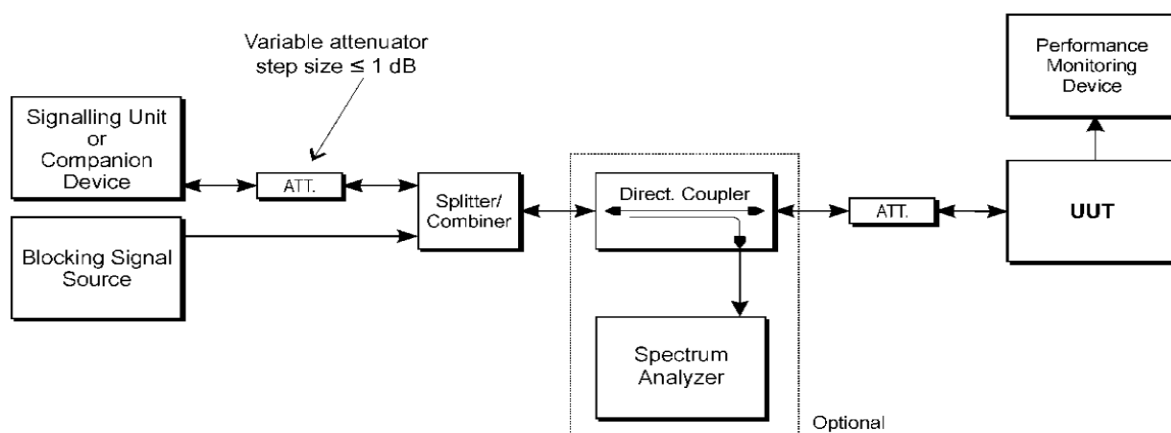 Variable attenuator
step size ≤ 1 dB
Performance
Monitoring
Device
Signalling Unit
or
Companion
Device
ATT.
Splitter/
Combiner
Direct. Coupler
ATT.
UUT
Blocking Signal
Source
Spectrum
Analyzer
Optional